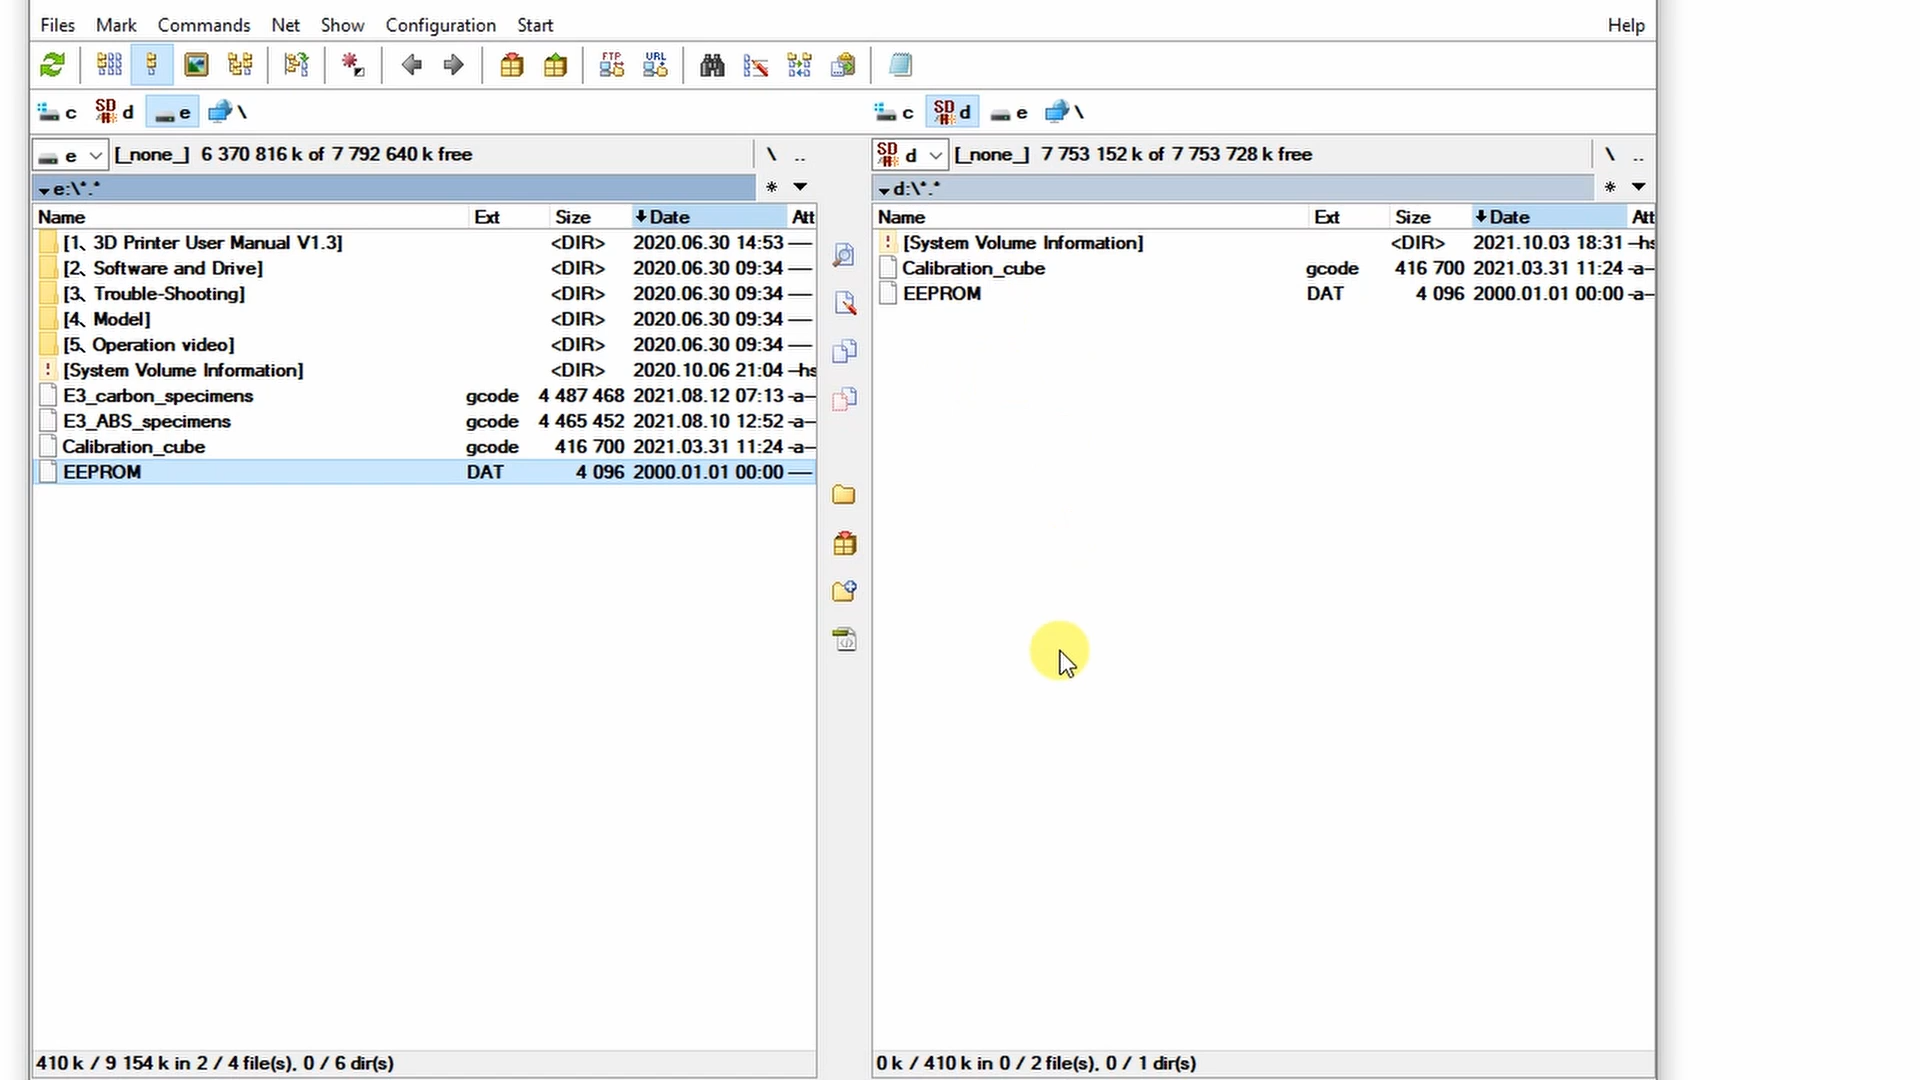 Files Mark Commands Net Show Configuration Start Help
FTP URL
c SD d e \
c SD d e \
e [_none_] 6 370 816 k of 7 792 640 k free \ ..
SD d [_none_] 7 753 152 k of 7 753 728 k free \ ..
e:\*.* *
d:\*.* *
Name Ext Size Date Att
[1、3D Printer User Manual V1.3] <DIR> 2020.06.30 14:53 ----
[2、Software and Drive] <DIR> 2020.06.30 09:34 ----
[3、Trouble-Shooting] <DIR> 2020.06.30 09:34 ----
[4、Model] <DIR> 2020.06.30 09:34 ----
[5、Operation video] <DIR> 2020.06.30 09:34 ----
[System Volume Information] <DIR> 2020.10.06 21:04 --hs
E3_carbon_specimens gcode 4 487 468 2021.08.12 07:13 -a--
E3_ABS_specimens gcode 4 465 452 2021.08.10 12:52 -a--
Calibration_cube gcode 416 700 2021.03.31 11:24 -a--
EEPROM DAT 4 096 2000.01.01 00:00 ----
410 k / 9 154 k in 2 / 4 file(s), 0 / 6 dir(s)
Name Ext Size Date Att
[System Volume Information] <DIR> 2021.10.03 18:31 --hs
Calibration_cube gcode 416 700 2021.03.31 11:24 -a--
EEPROM DAT 4 096 2000.01.01 00:00 -a--
0 k / 410 k in 0 / 2 file(s), 0 / 1 dir(s)